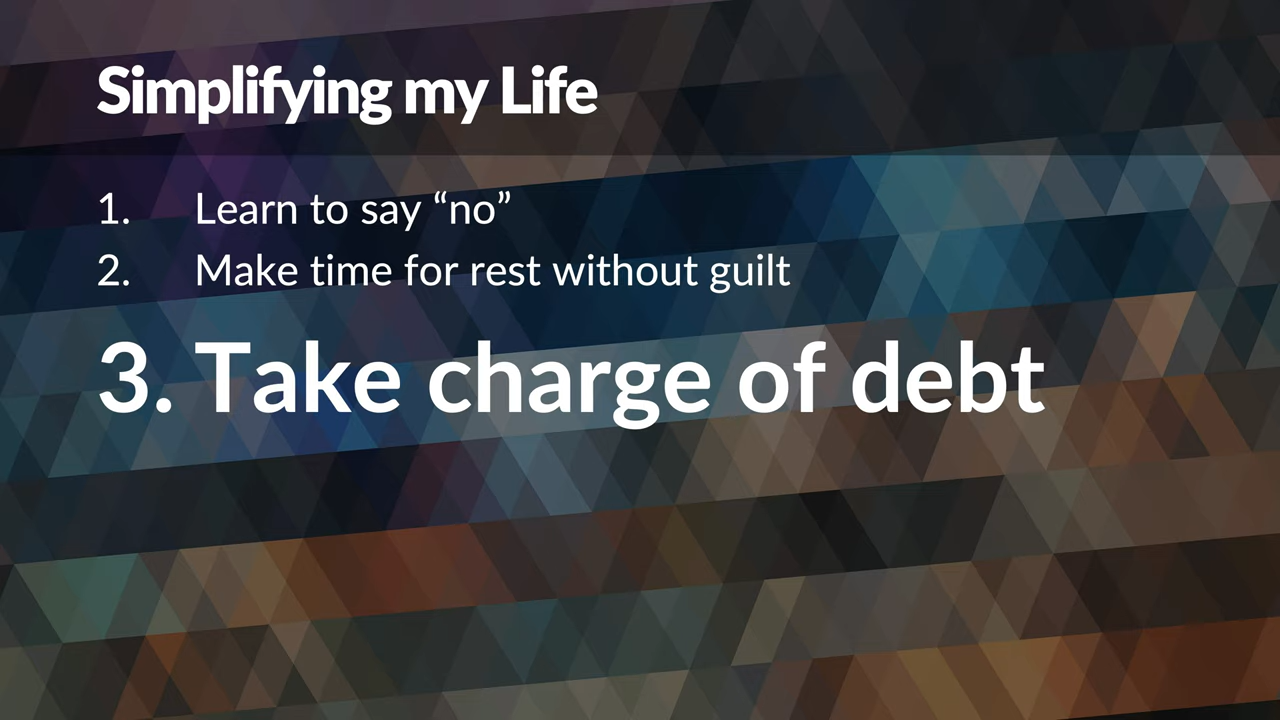 Simplifying my Life
1. Learn to say “no”
2. Make time for rest without guilt
3. Take charge of debt